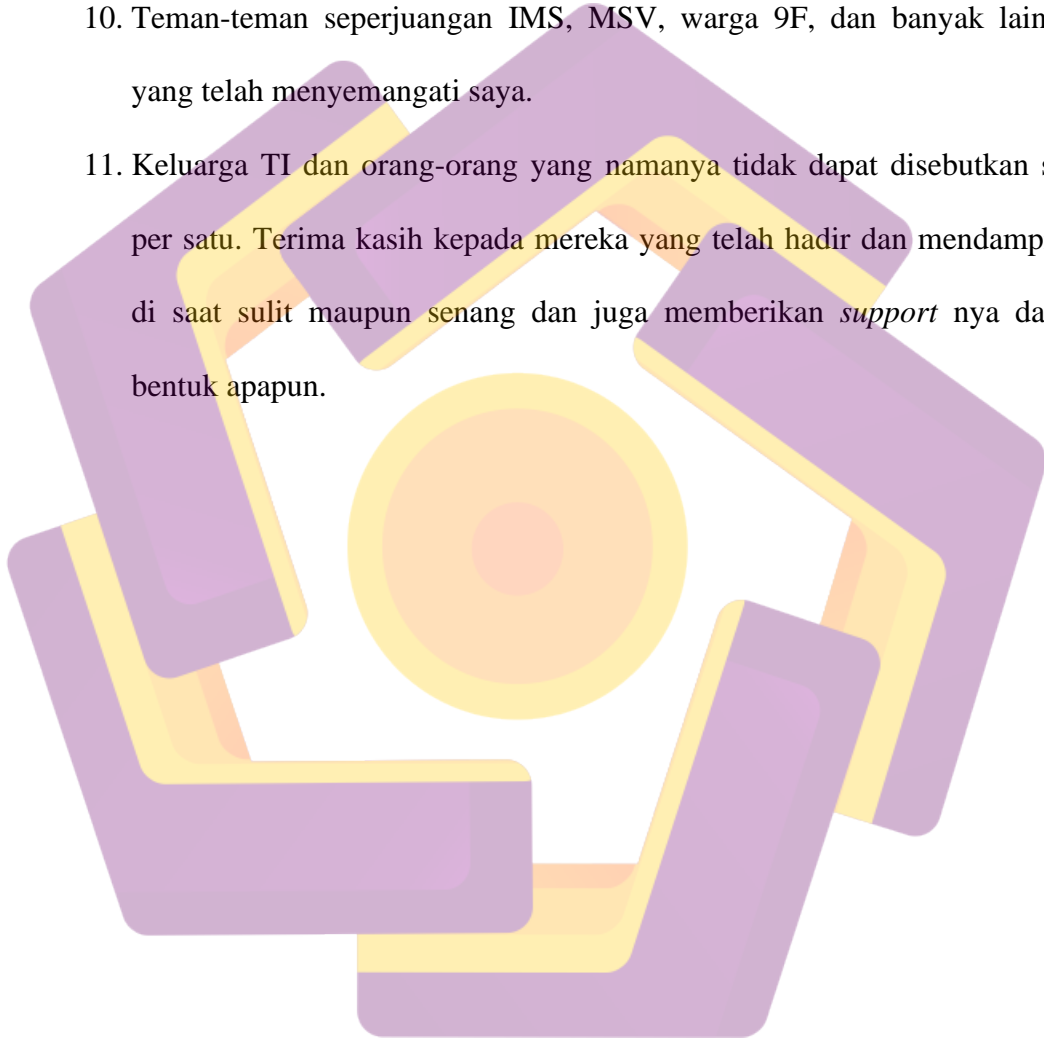 10. Teman-teman seperjuangan IMS, MSV, warga 9F, dan banyak lain
yang telah menyemangati saya.
11. Keluarga TI dan orang-orang yang namanya tidak dapat disebutkan s
per satu. Terima kasih kepada mereka yang telah hadir dan mendamp
di saat sulit maupun senang dan juga memberikan support nya da
bentuk apapun.